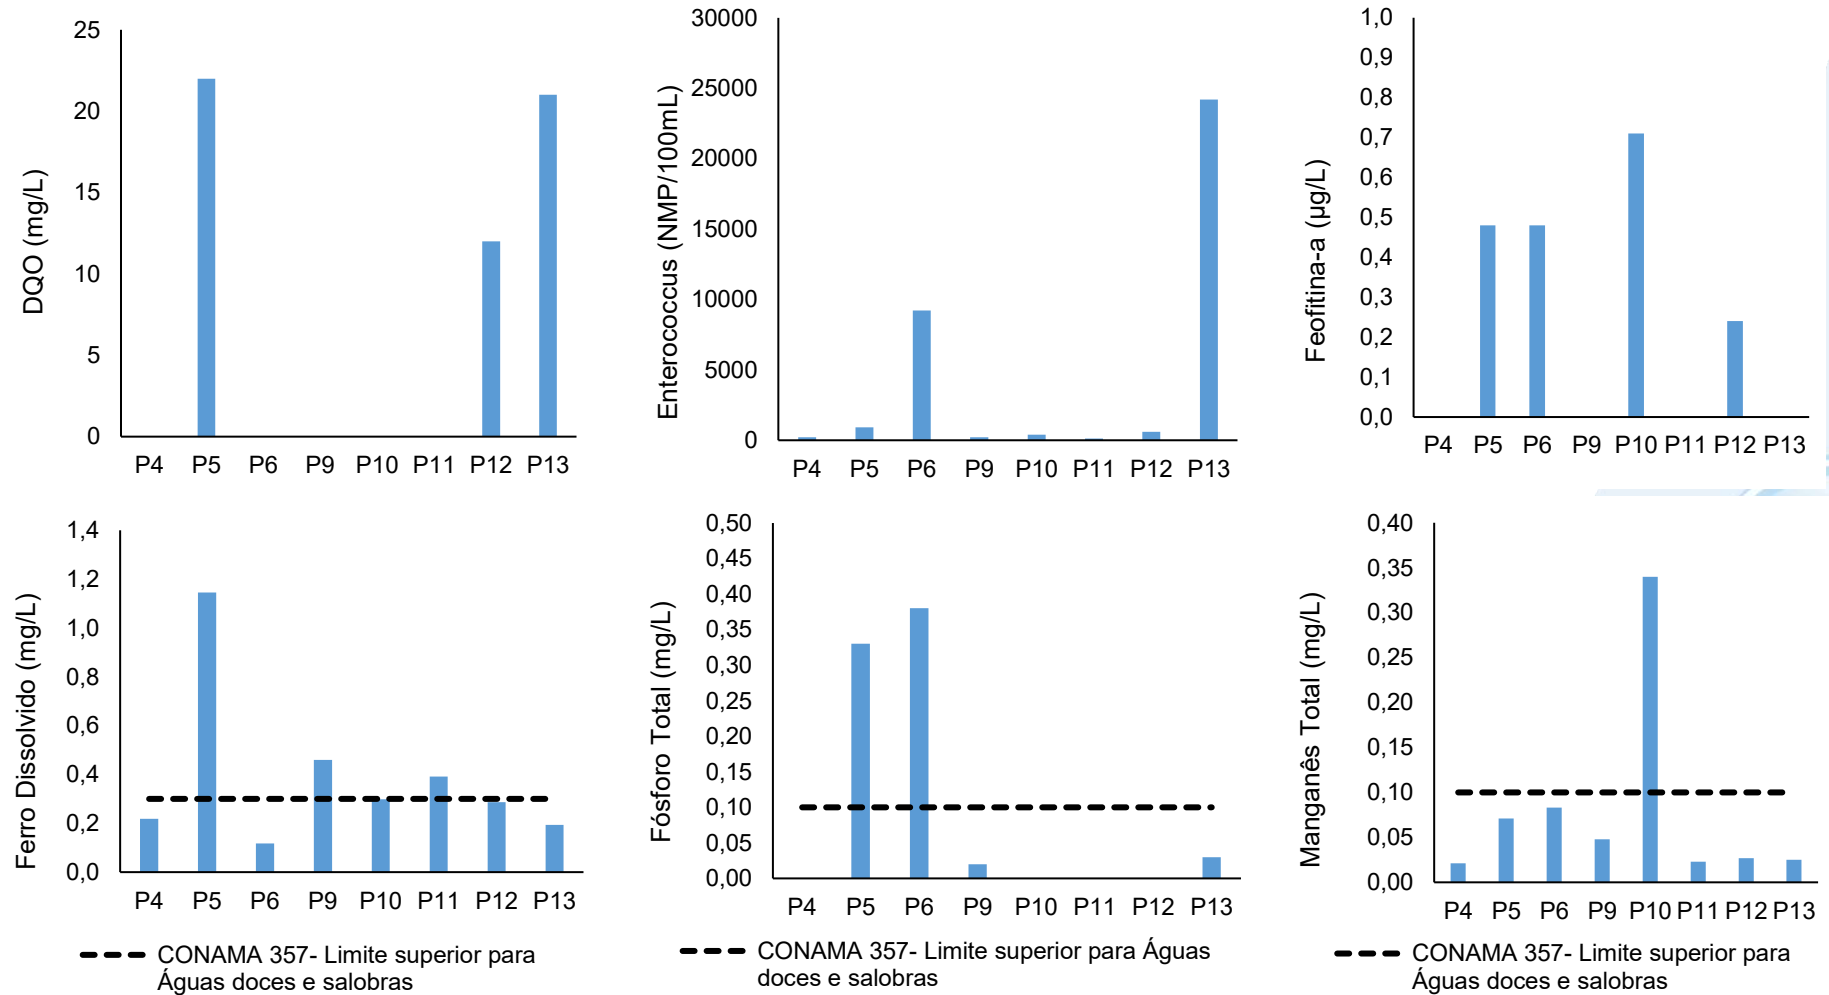 DQO (mg/L)
25
20
15
10
5
0
P4 P5 P6 P9 P10 P11 P12 P13
Enterococcus (NMP/100mL)
30000
25000
20000
15000
10000
5000
0
P4 P5 P6 P9 P10 P11 P12 P13
Feofitina-a (µg/L)
1,0
0,9
0,8
0,7
0,6
0,5
0,4
0,3
0,2
0,1
0,0
P4 P5 P6 P9 P10 P11 P12 P13
Ferro Dissolvido (mg/L)
1,4
1,2
1,0
0,8
0,6
0,4
0,2
0,0
P4 P5 P6 P9 P10 P11 P12 P13
CONAMA 357- Limite superior para
Águas doces e salobras
Fósforo Total (mg/L)
0,50
0,45
0,40
0,35
0,30
0,25
0,20
0,15
0,10
0,05
0,00
P4 P5 P6 P9 P10 P11 P12 P13
CONAMA 357- Limite superior para Águas
doces e salobras
Manganês Total (mg/L)
0,40
0,35
0,30
0,25
0,20
0,15
0,10
0,05
0,00
P4 P5 P6 P9 P10 P11 P12 P13
CONAMA 357- Limite superior para
Águas doces e salobras